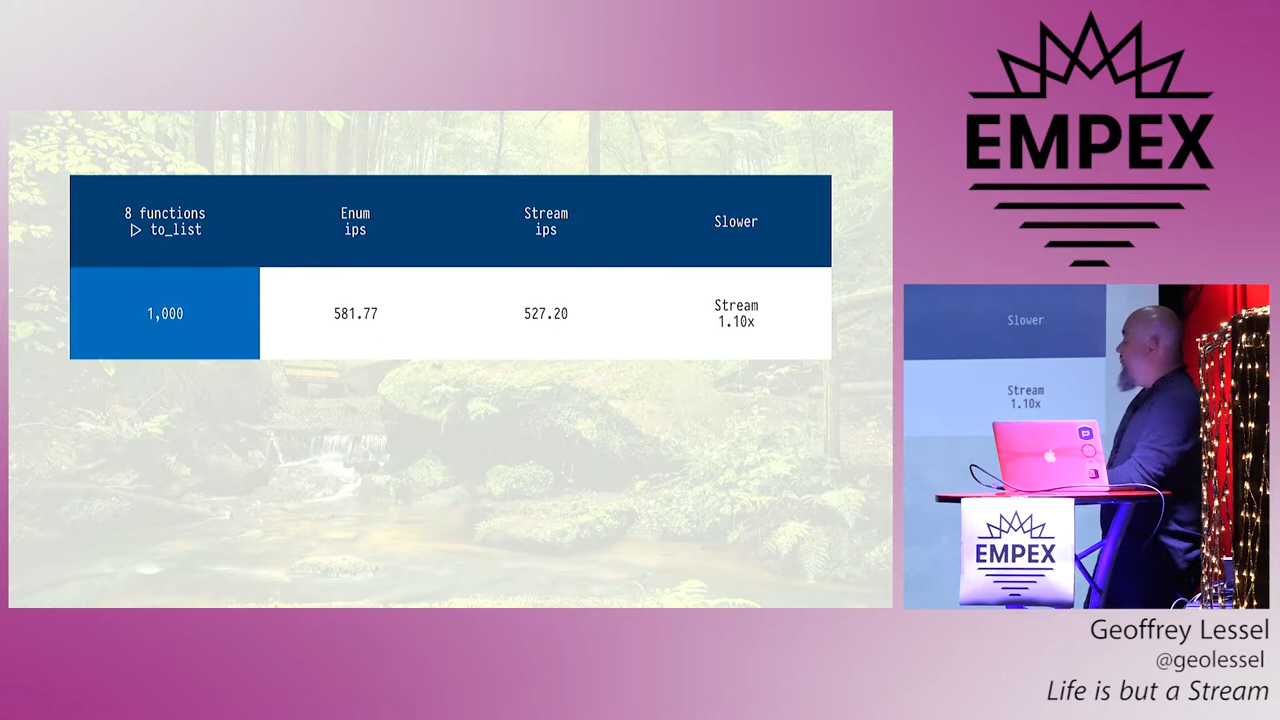 EMPEX
8 functions
▷ to_list
Enum
ips
Stream
ips
Slower
1,000
581.77
527.20
Stream
1.10x
Slower
Stream
1.10x
EMPEX
Geoffrey Lessel
@geolessel
Life is but a Stream